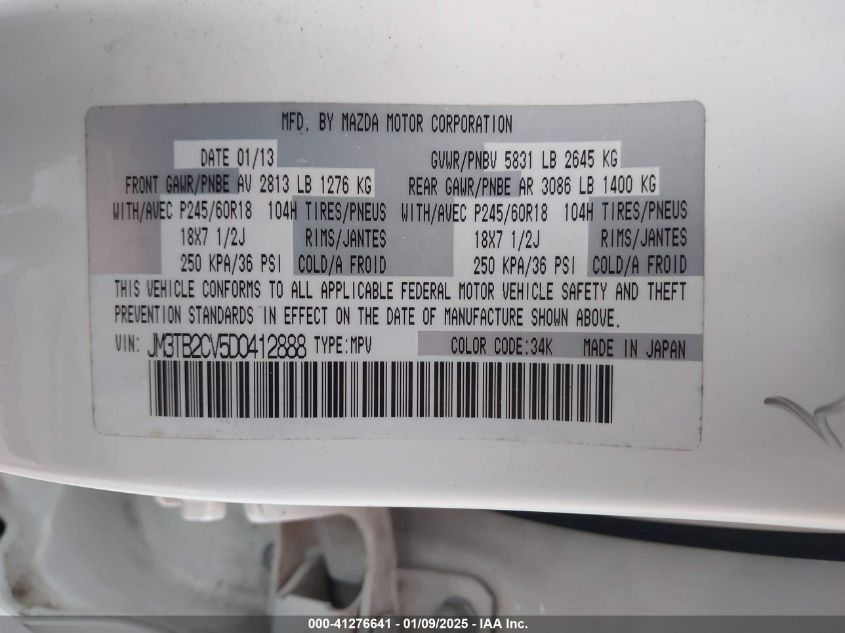 MFD. BY MAZDA MOTOR CORPORATION
DATE 01/13 GVWR/PNBV 5831 LB 2645 KG
FRONT GAWR/PNBE AV 2813 LB 1276 KG REAR GAWR/PNBE AR 3086 LB 1400 KG
WITH/AVEC P245/60R18 104H TIRES/PNEUS WITH/AVEC P245/60R18 104H TIRES/PNEUS
18X7 1/2J RIMS/JANTES 18X7 1/2J RIMS/JANTES
250 KPA/36 PSI COLD/A FROID 250 KPA/36 PSI COLD/A FROID
THIS VEHICLE CONFORMS TO ALL APPLICABLE FEDERAL MOTOR VEHICLE SAFETY AND THEFT
PREVENTION STANDARDS IN EFFECT ON THE DATE OF MANUFACTURE SHOWN ABOVE.
VIN: JM3TB2CV5D0412888 TYPE:MPV COLOR CODE:34K MADE IN JAPAN
000-41276641 - 01/09/2025 - IAA Inc.